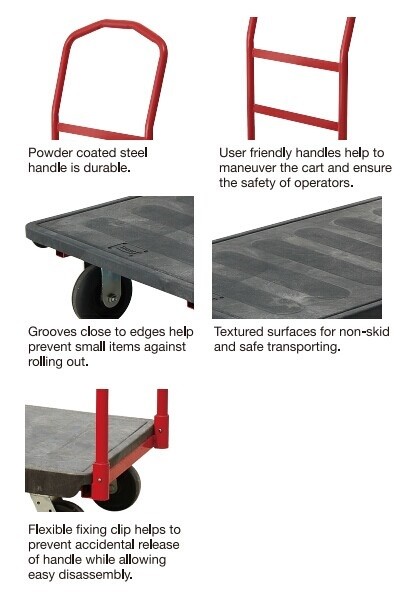 Powder coated steel
handle is durable.
User friendly handles help to
maneuver the cart and ensure
the safety of operators.
Grooves close to edges help
prevent small items against
rolling out.
Textured surfaces for non-skid
and safe transporting.
Flexible fixing clip helps to
prevent accidental release
of handle while allowing
easy disassembly.